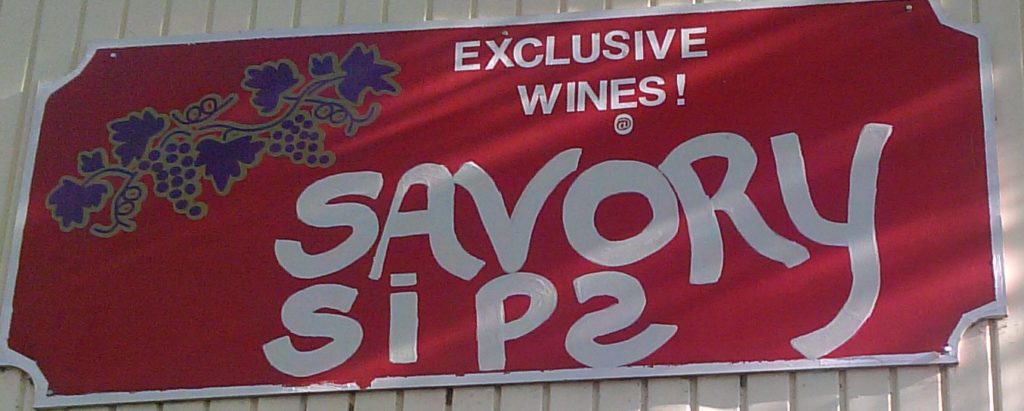 EXCLUSIVE
WINES!
@
SAVORY
SiPS